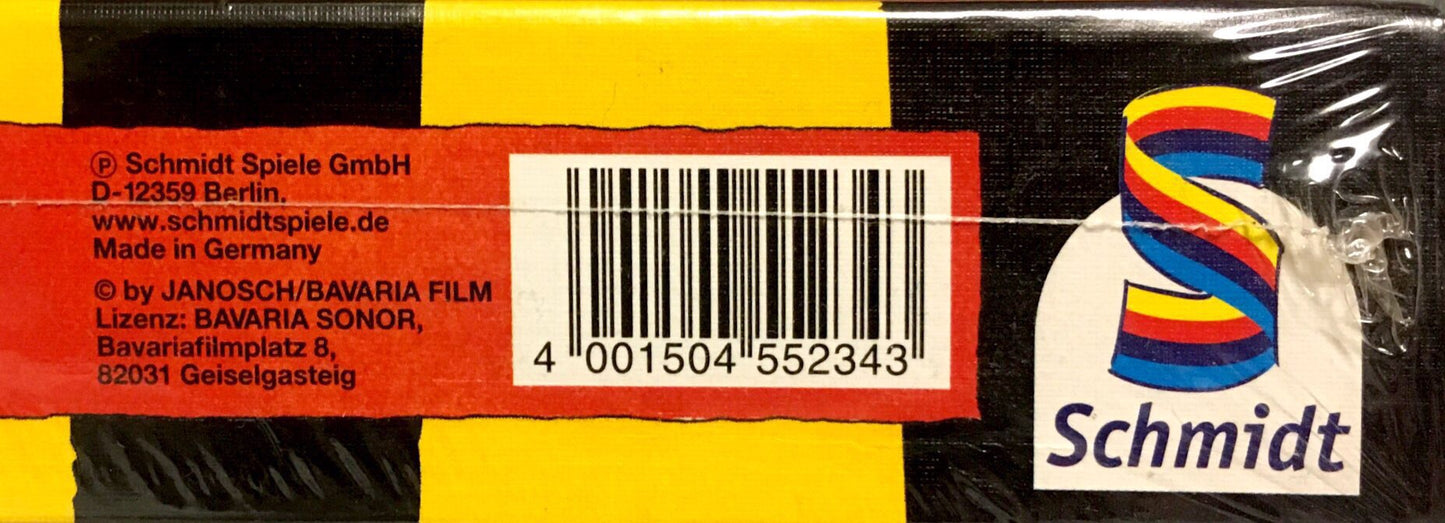 Ⓟ Schmidt Spiele GmbH
D-12359 Berlin.
www.schmidtspiele.de
Made in Germany
© by JANOSCH/BAVARIA FILM
Lizenz: BAVARIA SONOR,
Bavariafilmplatz 8,
82031 Geiselgasteig
4 001504 552343
Schmidt